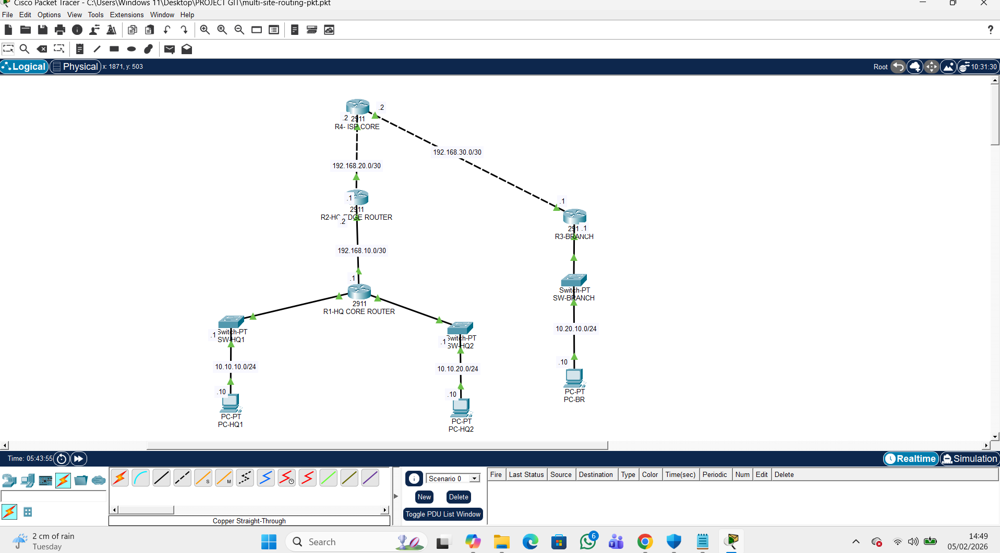 Cisco Packet Tracer - C:\Users\Windows 11\Desktop\PROJECT GIT\multi-site-routing-pkt.pkt
File Edit Options View Tools Extensions Window Help
?
Logical Physical x: 1871, y: 503 Root 10:31:30
.2
.2 2911
R4- ISP CORE
192.168.30.0/30
192.168.20.0/30
.1
.1
2911
R2-HQ EDGE ROUTER
.2
291 .1
R3-BRANCH
192.168.10.0/30
.1
2911
R1-HQ CORE ROUTER
Switch-PT
SW-BRANCH
.1 Switch-PT
SW-HQ1
.1 Switch-PT
SW-HQ2
10.20.10.0/24
10.10.10.0/24
10.10.20.0/24
.10
.10
.10
PC-PT
PC-BR
PC-PT
PC-HQ1
PC-PT
PC-HQ2
Time: 05:43:55 Realtime Simulation
S M
Scenario 0
New Delete
Toggle PDU List Window
Fire Last Status Source Destination Type Color Time(sec) Periodic Num Edit Delete
Copper Straight-Through
2 cm of rain
Tuesday
Search
6
14:49
05/02/2026